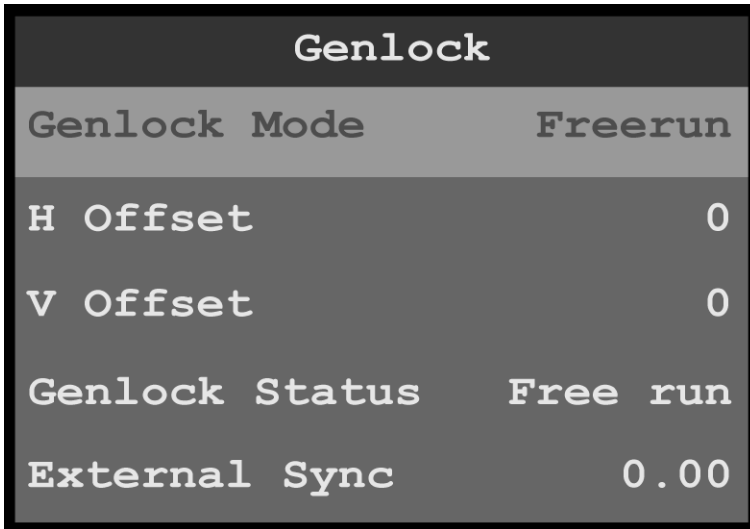 Genlock
Genlock Mode Freerun
H Offset 0
V Offset 0
Genlock Status Free run
External Sync 0.00